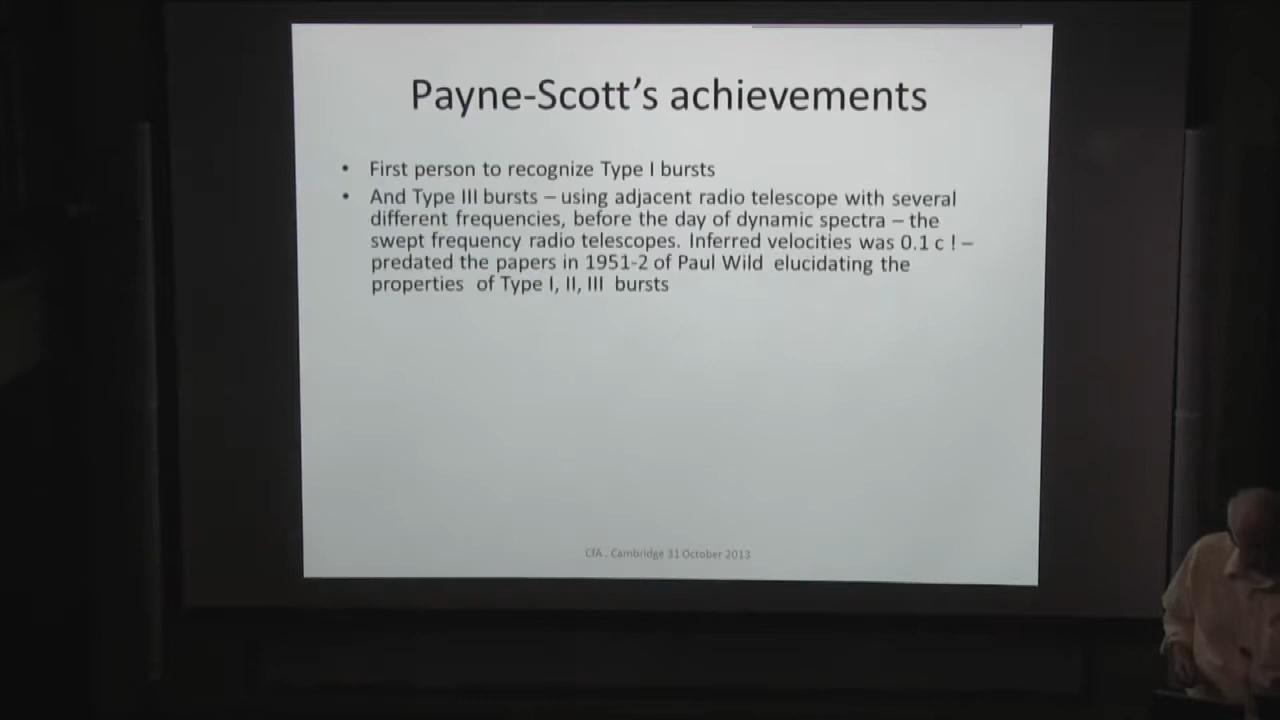 Payne-Scott's achievements
• First person to recognize Type I bursts
• And Type III bursts – using adjacent radio telescope with several
different frequencies, before the day of dynamic spectra – the
swept frequency radio telescopes. Inferred velocities was 0.1 c ! –
predated the papers in 1951-2 of Paul Wild elucidating the
properties of Type I, II, III bursts
CfA . Cambridge 31 October 2013